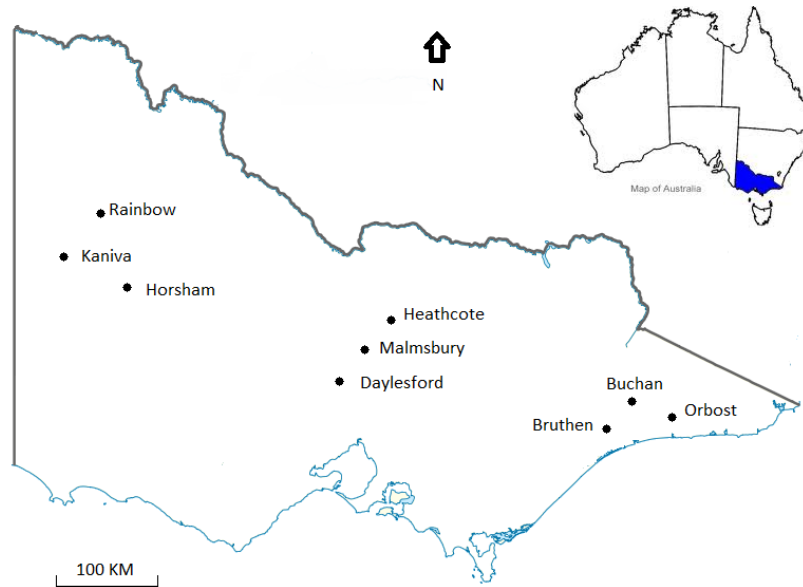 N
Map of Australia
Rainbow
Kaniva
Horsham
Heathcote
Malmsbury
Daylesford
Buchan
Orbost
Bruthen
100 KM